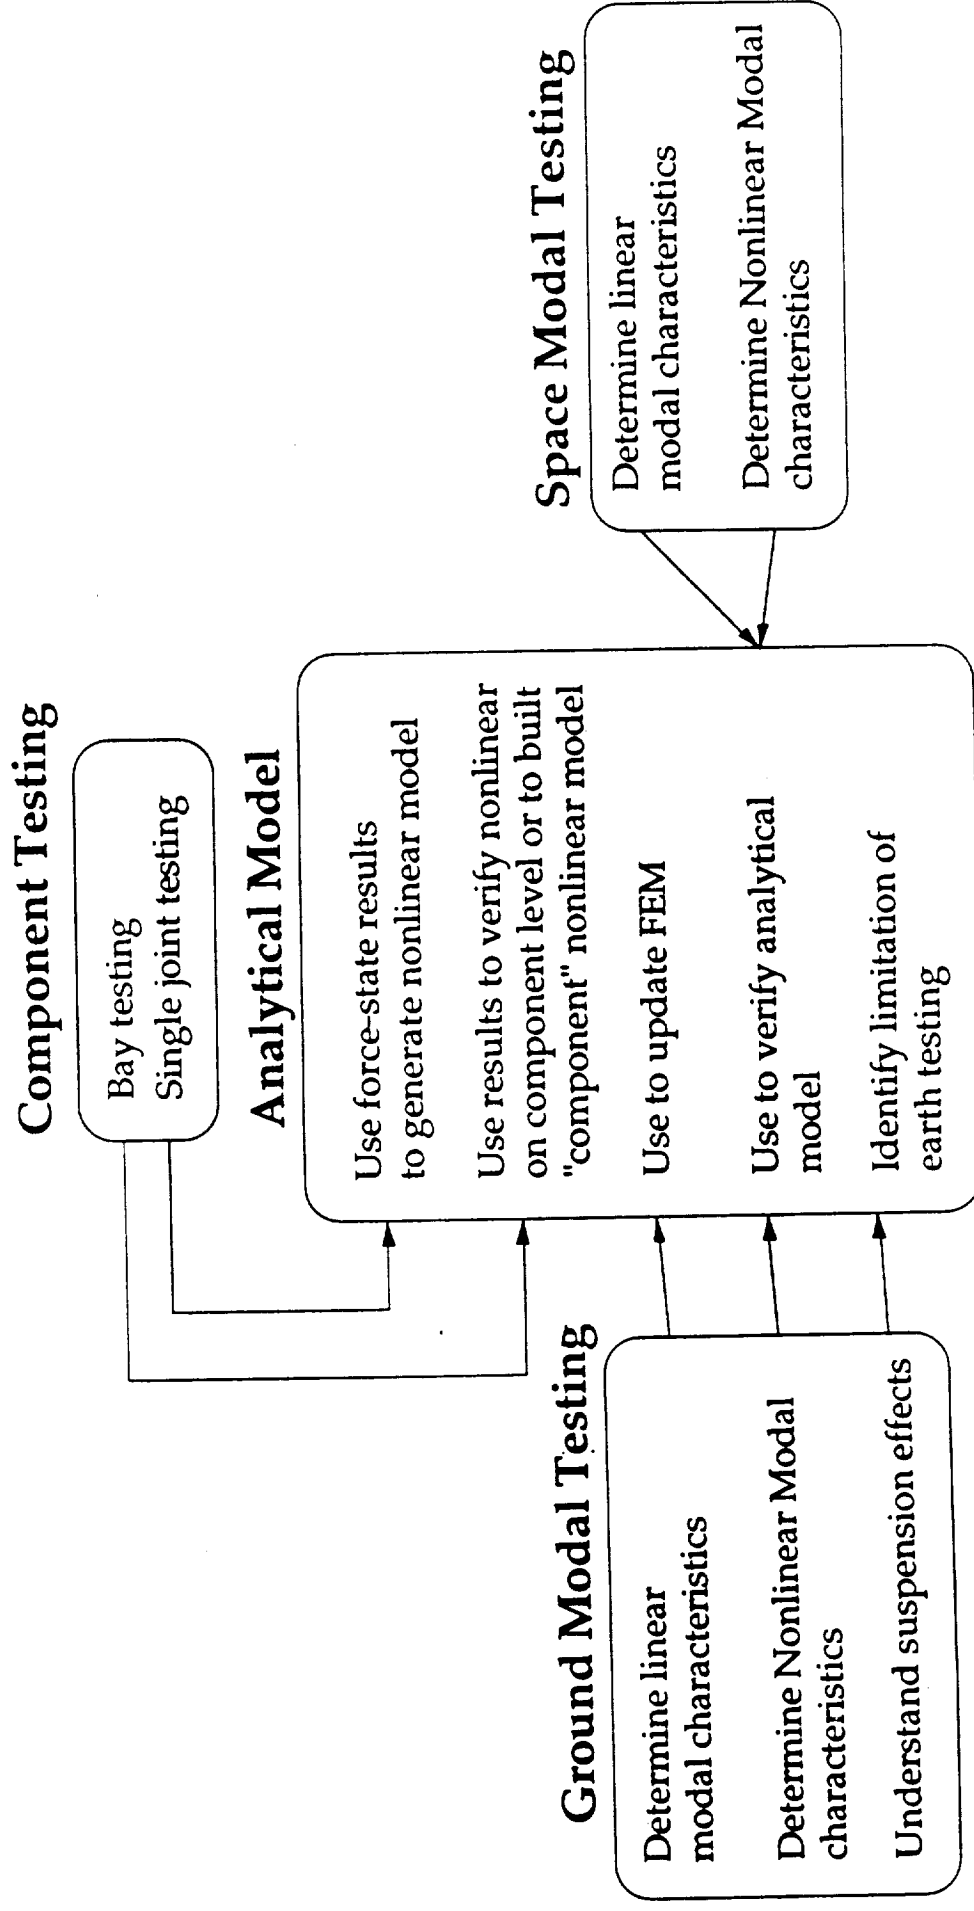 Component Testing
Bay testing
Single joint testing
Analytical Model
Use force-state results
to generate nonlinear model
Use results to verify nonlinear
on component level or to built
"component" nonlinear model
Use to update FEM
Use to verify analytical
model
Identify limitation of
earth testing
Ground Modal Testing
Determine linear
modal characteristics
Determine Nonlinear Modal
characteristics
Understand suspension effects
Space Modal Testing
Determine linear
modal characteristics
Determine Nonlinear Modal
characteristics